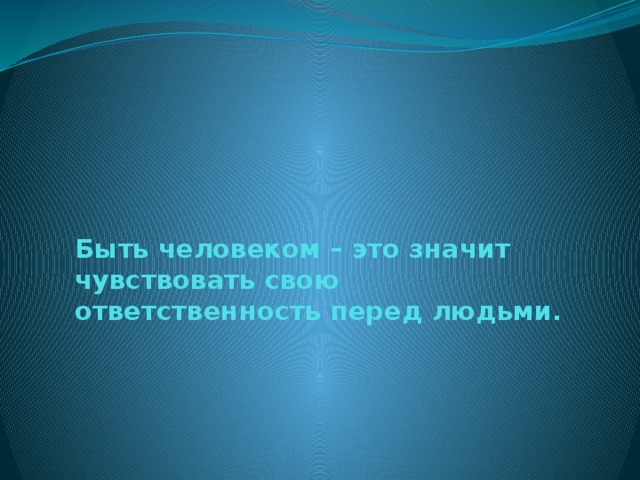 Быть человеком – это значит
чувствовать свою
ответственность перед людьми.